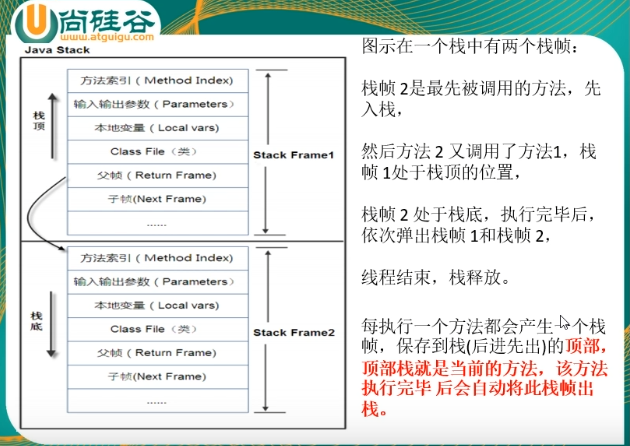 尚硅谷
www.atguigu.com
Java Stack
栈
顶
方法索引(Method Index)
输入输出参数(Parameters)
本地变量(Local vars)
Class File(类)
父帧(Return Frame)
子帧(Next Frame)
......
Stack Frame1
方法索引(Method Index)
输入输出参数(Parameters)
本地变量(Local vars)
Class File(类)
父帧(Return Frame)
子帧(Next Frame)
......
Stack Frame2
栈
底
图示在一个栈中有两个栈帧:
栈帧 2是最先被调用的方法,先
入栈,
然后方法 2 又调用了方法1,栈
帧 1处于栈顶的位置,
栈帧 2 处于栈底,执行完毕后,
依次弹出栈帧 1和栈帧 2,
线程结束,栈释放。
每执行一个方法都会产生一个栈
帧,保存到栈(后进先出)的顶部,
顶部栈就是当前的方法,该方法
执行完毕 后会自动将此栈帧出
栈。